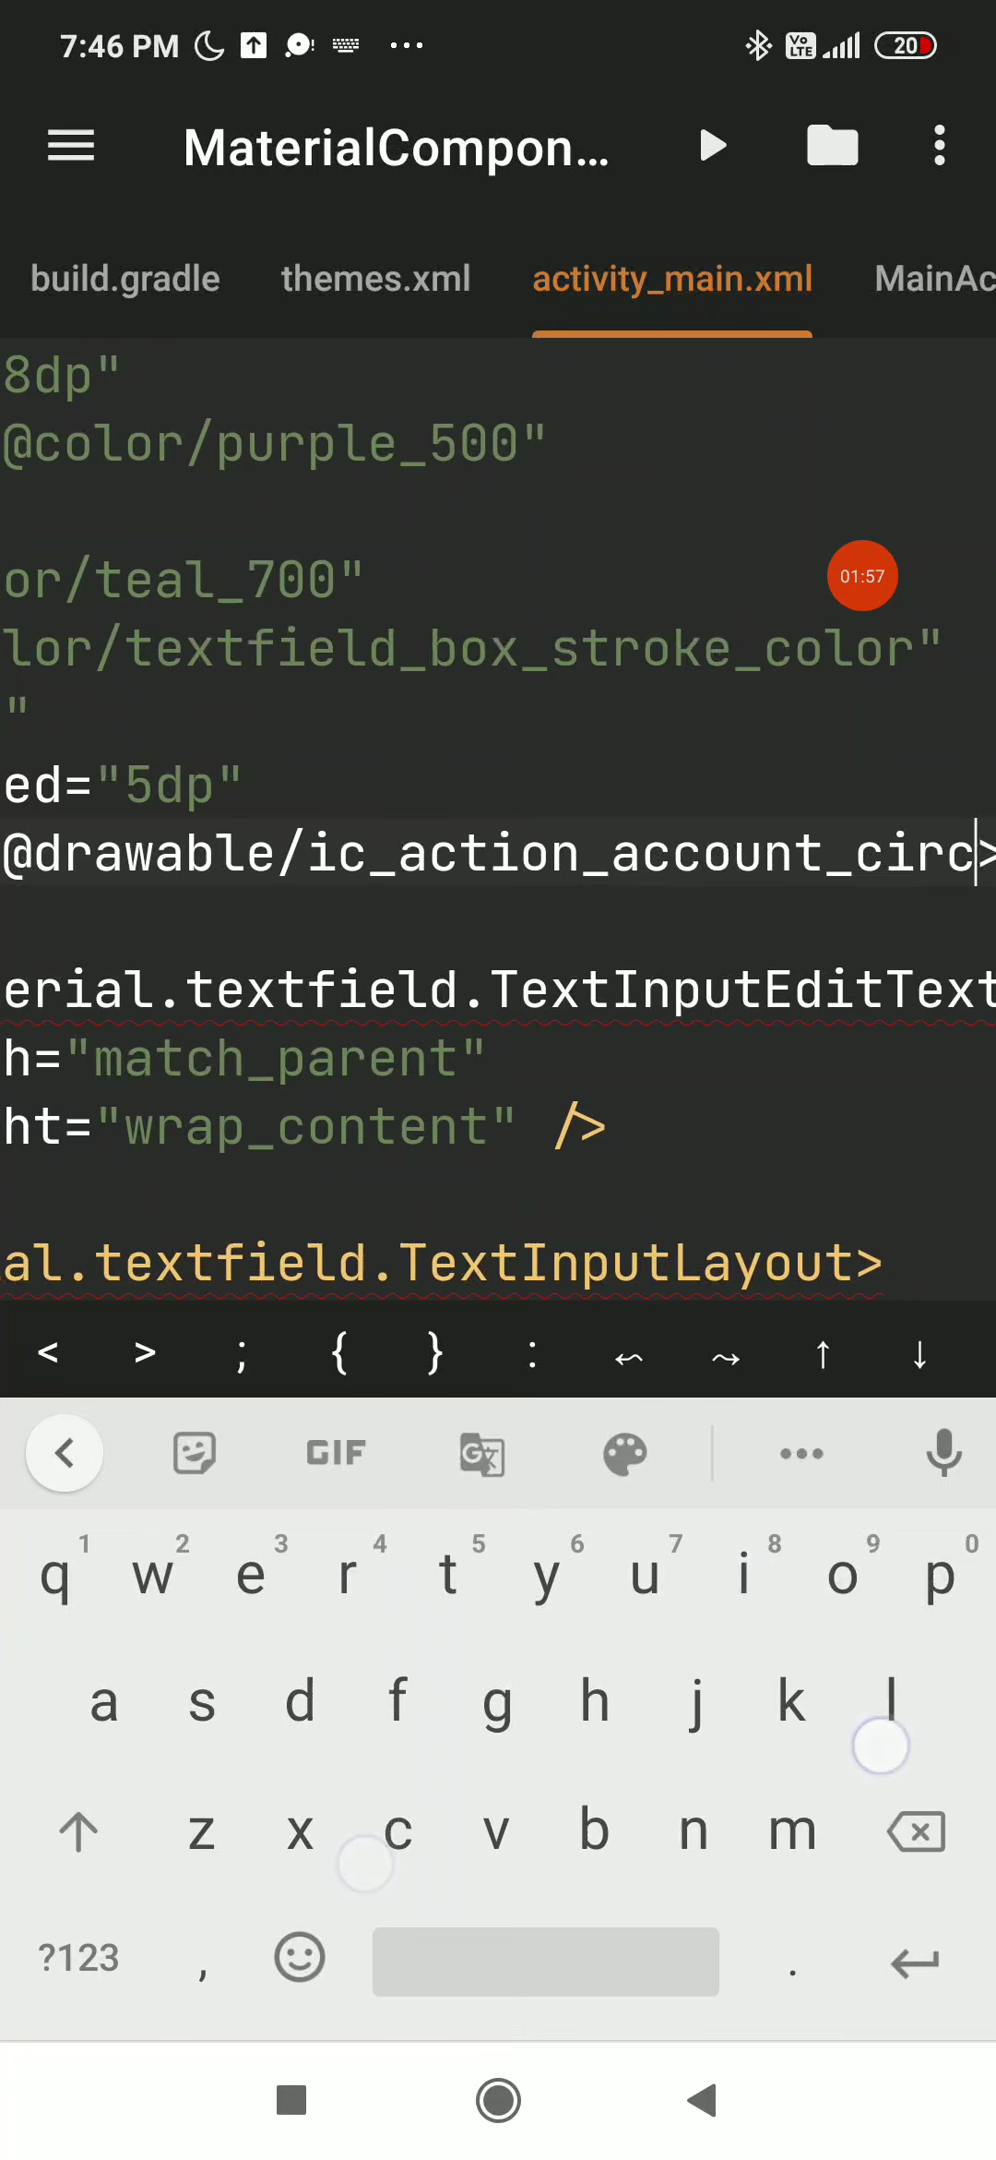 7:46 PM
Vo LTE
20
MaterialCompon...
build.gradle
themes.xml
activity_main.xml
MainAc
8dp"
@color/purple_500"
or/teal_700"
01:57
lor/textfield_box_stroke_color"
"
ed="5dp"
@drawable/ic_action_account_circ>
erial.textfield.TextInputEditText
h="match_parent"
ht="wrap_content" />
al.textfield.TextInputLayout>
< > ; { } : ↜ ⤳ ↑ ↓
GIF
G
1 2 3 4 5 6 7 8 9 0
q w e r t y u i o p
a s d f g h j k l
z x c v b n m
?123 , .